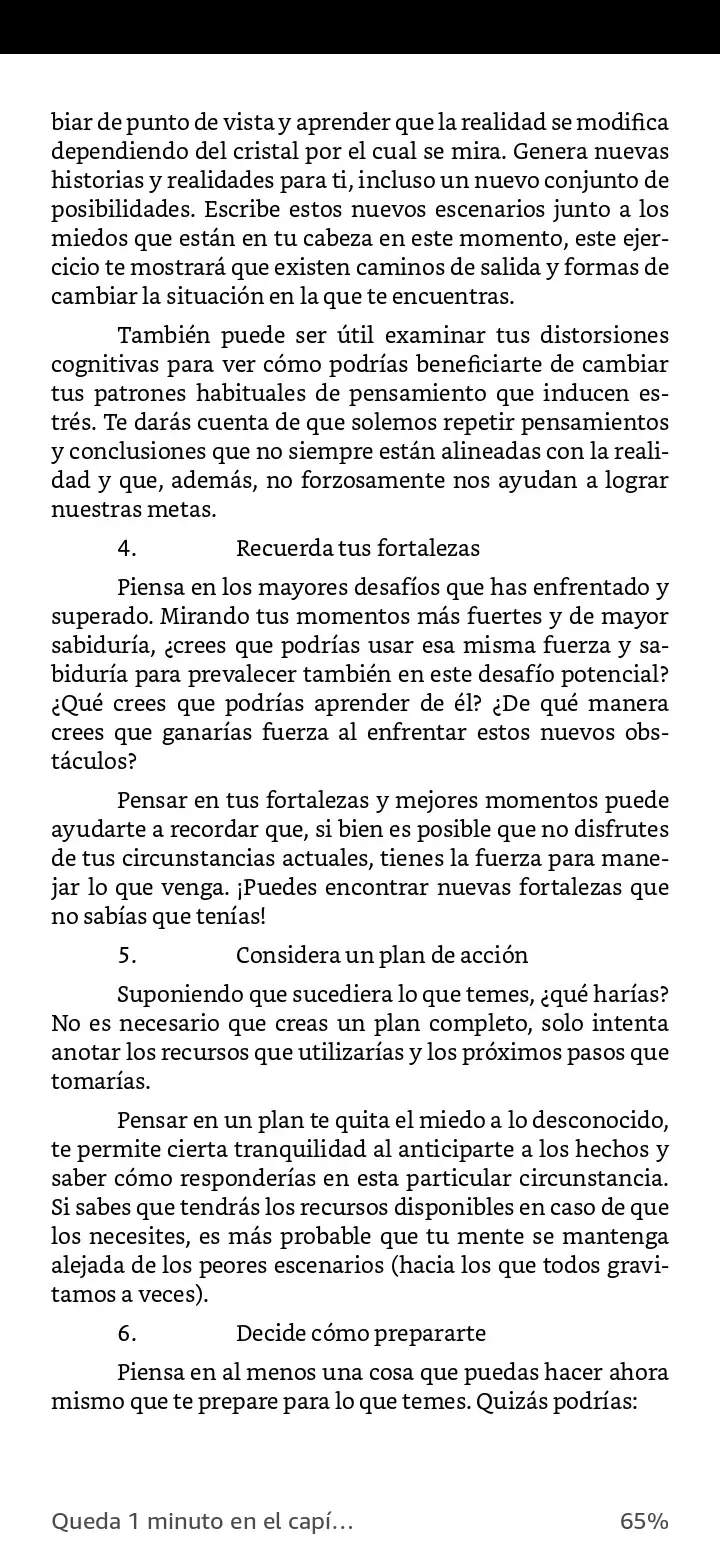 biar de punto de vista y aprender que la realidad se modifica
dependiendo del cristal por el cual se mira. Genera nuevas
historias y realidades para ti, incluso un nuevo conjunto de
posibilidades. Escribe estos nuevos escenarios junto a los
miedos que están en tu cabeza en este momento, este ejer-
cicio te mostrará que existen caminos de salida y formas de
cambiar la situación en la que te encuentras.
También puede ser útil examinar tus distorsiones
cognitivas para ver cómo podrías beneficiarte de cambiar
tus patrones habituales de pensamiento que inducen es-
trés. Te darás cuenta de que solemos repetir pensamientos
y conclusiones que no siempre están alineadas con la reali-
dad y que, además, no forzosamente nos ayudan a lograr
nuestras metas.
4. Recuerda tus fortalezas
Piensa en los mayores desafíos que has enfrentado y
superado. Mirando tus momentos más fuertes y de mayor
sabiduría, ¿crees que podrías usar esa misma fuerza y sa-
biduría para prevalecer también en este desafío potencial?
¿Qué crees que podrías aprender de él? ¿De qué manera
crees que ganarías fuerza al enfrentar estos nuevos obs-
táculos?
Pensar en tus fortalezas y mejores momentos puede
ayudarte a recordar que, si bien es posible que no disfrutes
de tus circunstancias actuales, tienes la fuerza para mane-
jar lo que venga. ¡Puedes encontrar nuevas fortalezas que
no sabías que tenías!
5. Considera un plan de acción
Suponiendo que sucediera lo que temes, ¿qué harías?
No es necesario que creas un plan completo, solo intenta
anotar los recursos que utilizarías y los próximos pasos que
tomarías.
Pensar en un plan te quita el miedo a lo desconocido,
te permite cierta tranquilidad al anticiparte a los hechos y
saber cómo responderías en esta particular circunstancia.
Si sabes que tendrás los recursos disponibles en caso de que
los necesites, es más probable que tu mente se mantenga
alejada de los peores escenarios (hacia los que todos gravi-
tamos a veces).
6. Decide cómo prepararte
Piensa en al menos una cosa que puedas hacer ahora
mismo que te prepare para lo que temes. Quizás podrías:
Queda 1 minuto en el capí… 65%